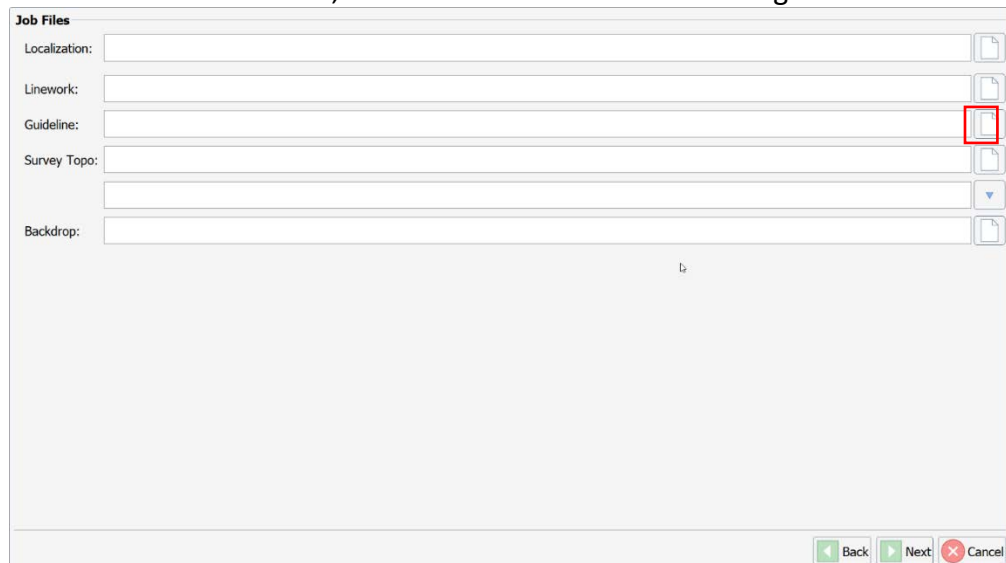 Job Files
Localization:
Linework:
Guideline:
Survey Topo:
Backdrop:
Back Next Cancel